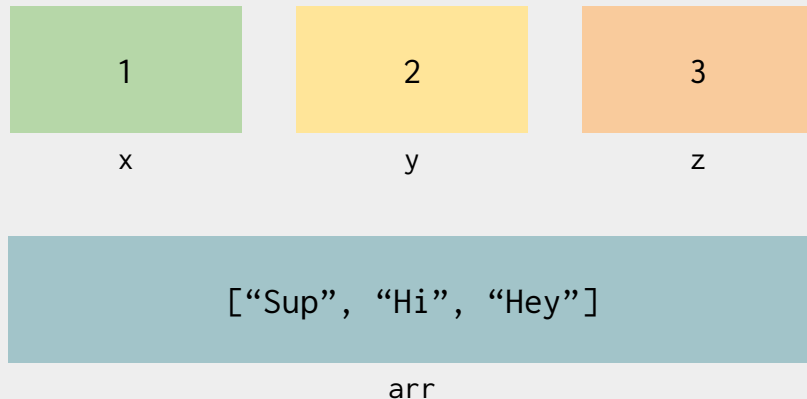 1 2 3
x y z
[“Sup”, “Hi”, “Hey”]
arr